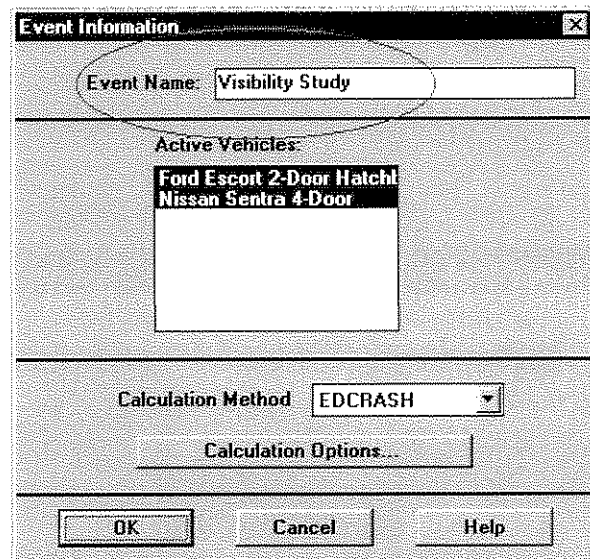 Event Information
Event Name: Visibility Study
Active Vehicles:
Ford Escort 2-Door Hatchb
Nissan Sentra 4-Door
Calculation Method EDCRASH
Calculation Options...
OK Cancel Help